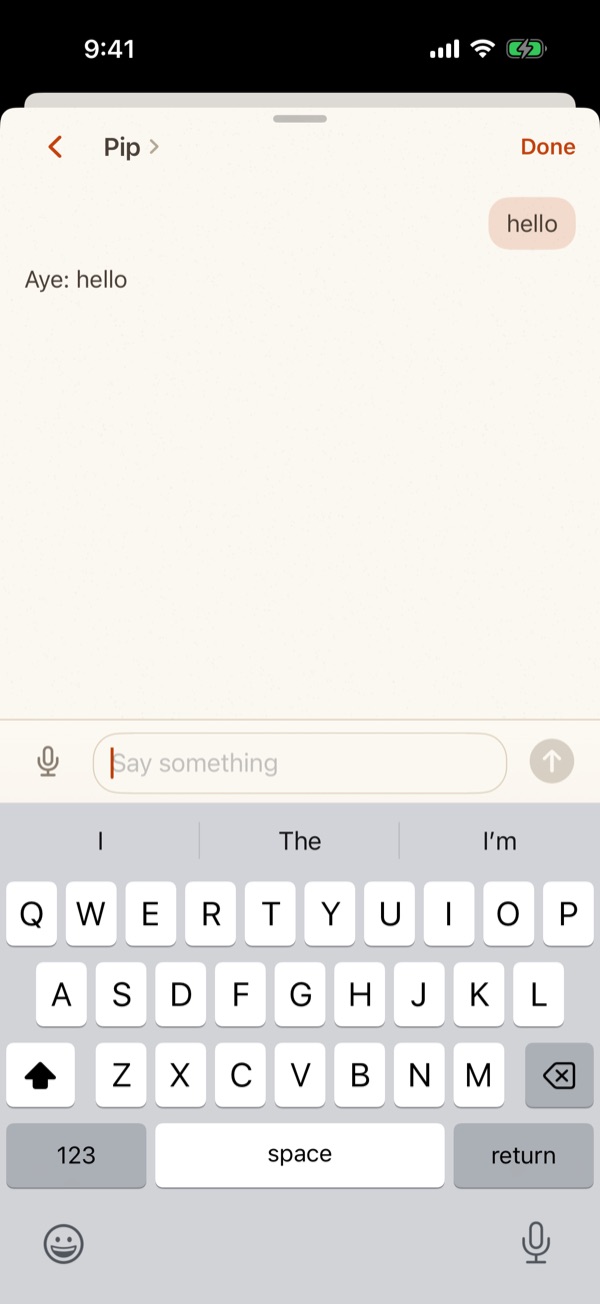 9:41
Pip
Done
hello
Aye: hello
Say something
I
The
I'm
Q W E R T Y U I O P
A S D F G H J K L
Z X C V B N M
123
space
return